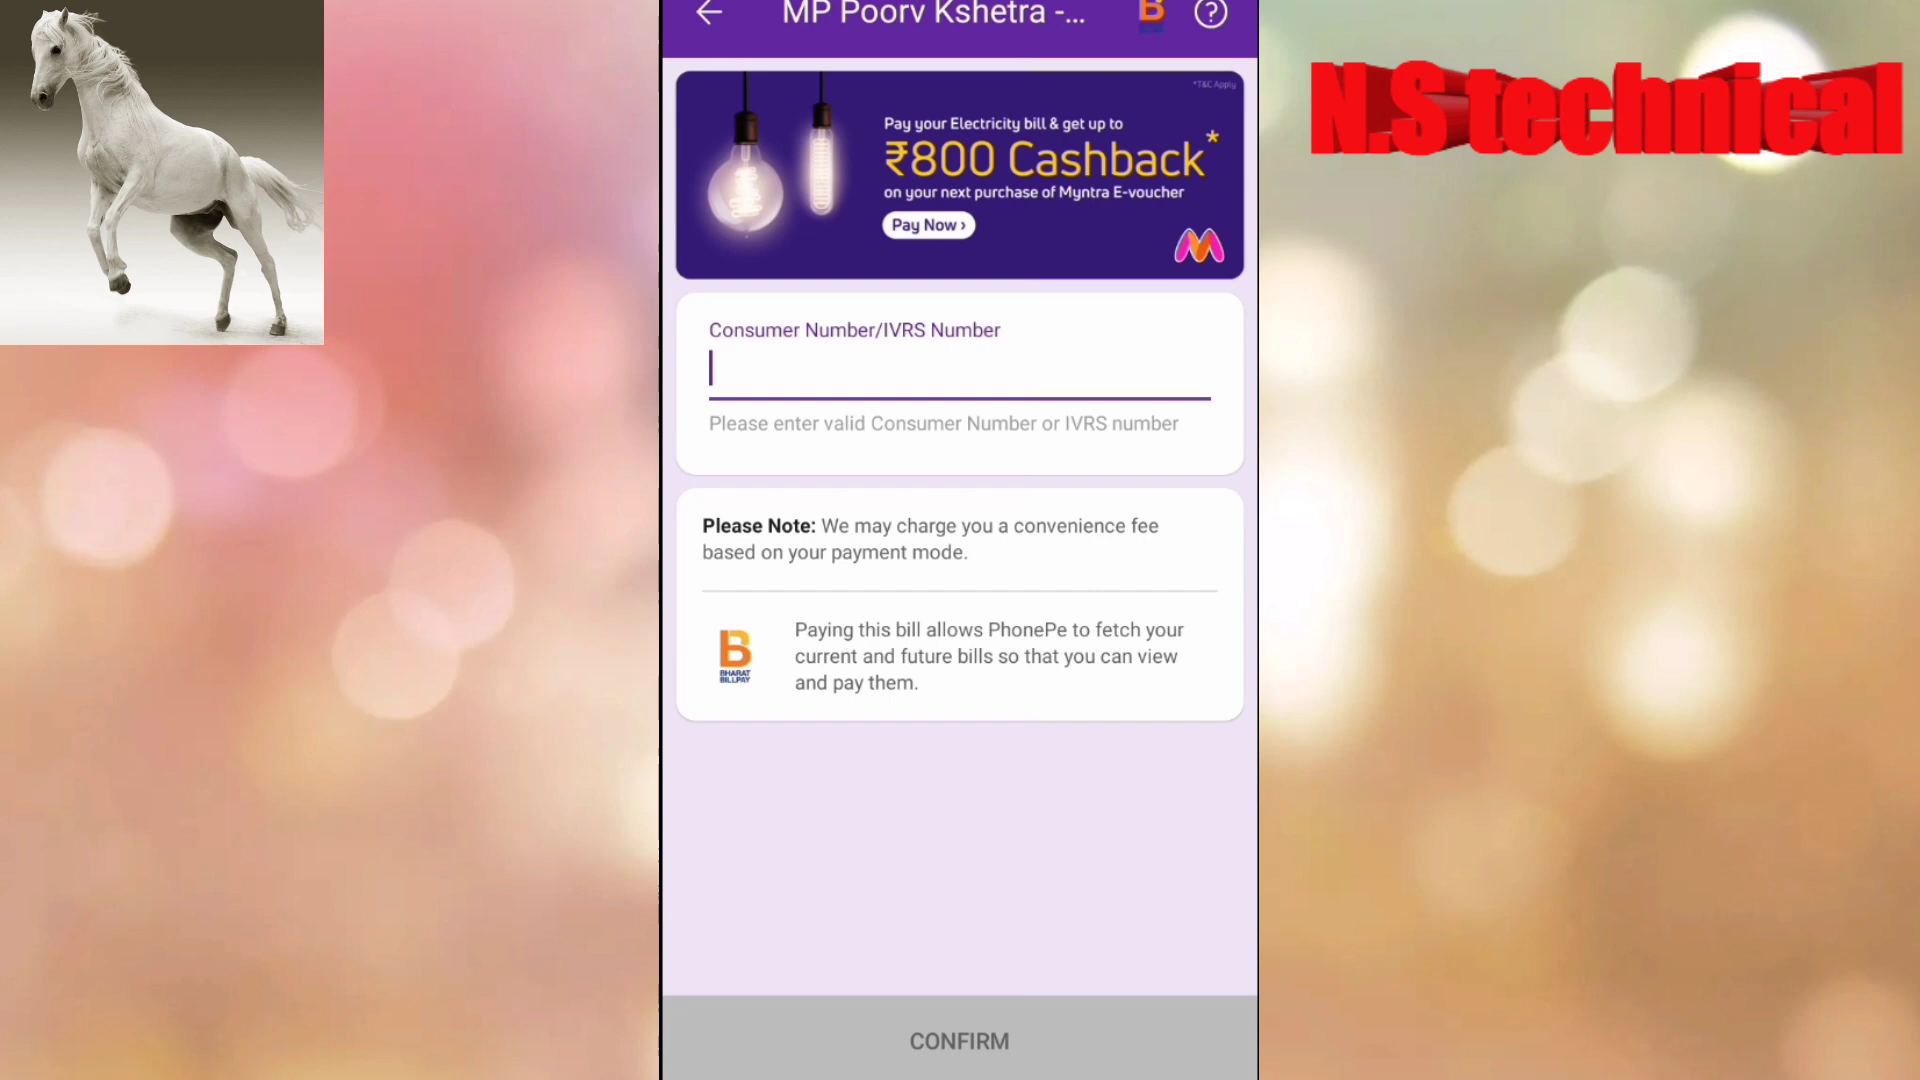 MP Poorv Kshetra -...
N.S technical
*T&C Apply
Pay your Electricity bill & get up to
₹800 Cashback*
on your next purchase of Myntra E-voucher
Pay Now ›
Consumer Number/IVRS Number
Please enter valid Consumer Number or IVRS number
Please Note: We may charge you a convenience fee
based on your payment mode.
Paying this bill allows PhonePe to fetch your
current and future bills so that you can view
and pay them.
BHARAT
BILLPAY
CONFIRM